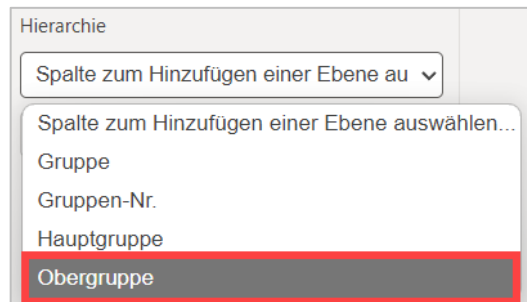 Hierarchie
Spalte zum Hinzufügen einer Ebene au
Spalte zum Hinzufügen einer Ebene auswählen...
Gruppe
Gruppen-Nr.
Hauptgruppe
Obergruppe